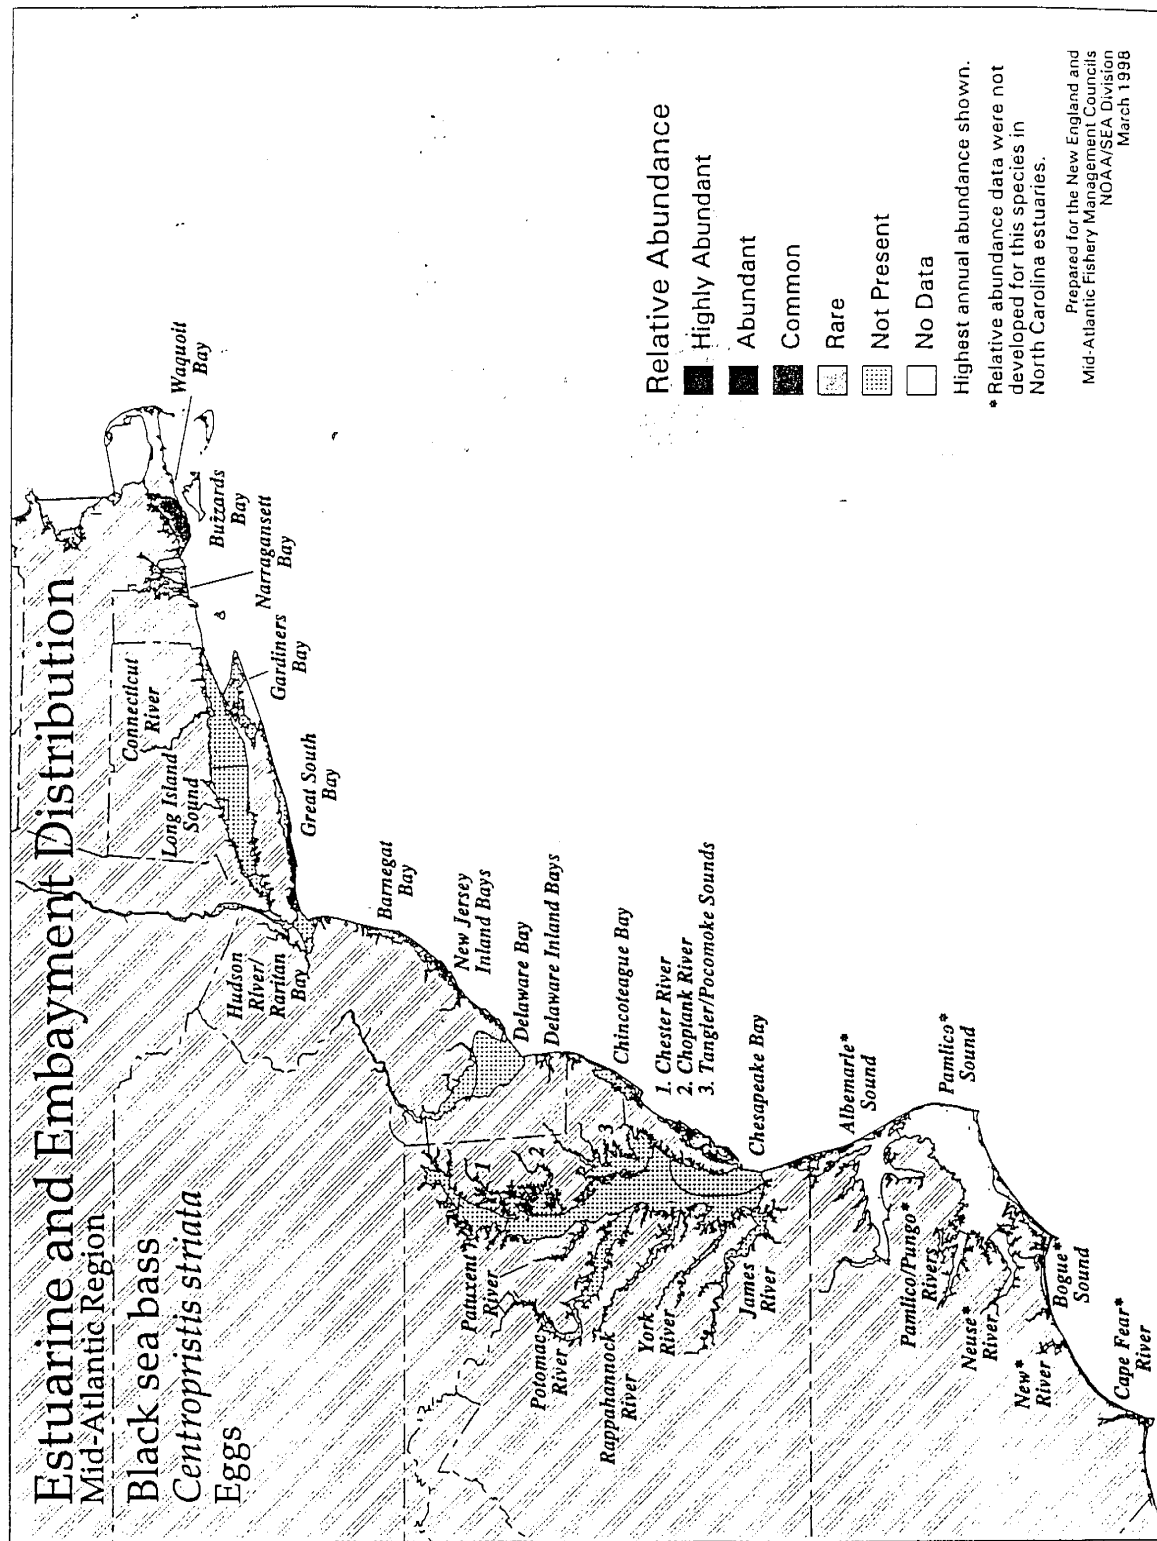 Estuarine and Embayment Distribution
Mid-Atlantic Region
Black sea bass
Centropristis striata
Eggs
Waquoit
Bay
Buzzards
Bay
Narragansett
Bay
Connecticut
River
Gardiners
Bay
Long Island
Sound
Great South
Bay
Hudson
River/
Raritan
Bay
Barnegat
Bay
New Jersey
Inland Bays
Delaware Bay
Delaware Inland Bays
Chincoteague Bay
1. Chester River
2. Choptank River
3. Tangier/Pocomoke Sounds
Chesapeake Bay
1
2
3
Patuxent
River
Potomac
River
Rappahannock
River
York
River
James
River
Albemarle*
Sound
Pamlico*
Sound
Pamlico/Pungo*
Rivers
Neuse*
River
New*
River
Bogue*
Sound
Cape Fear*
River
Relative Abundance
Highly Abundant
Abundant
Common
Rare
Not Present
No Data
Highest annual abundance shown.
* Relative abundance data were not
developed for this species in
North Carolina estuaries.
Prepared for the New England and
Mid-Atlantic Fishery Management Councils
NOAA/SEA Division
March 1998